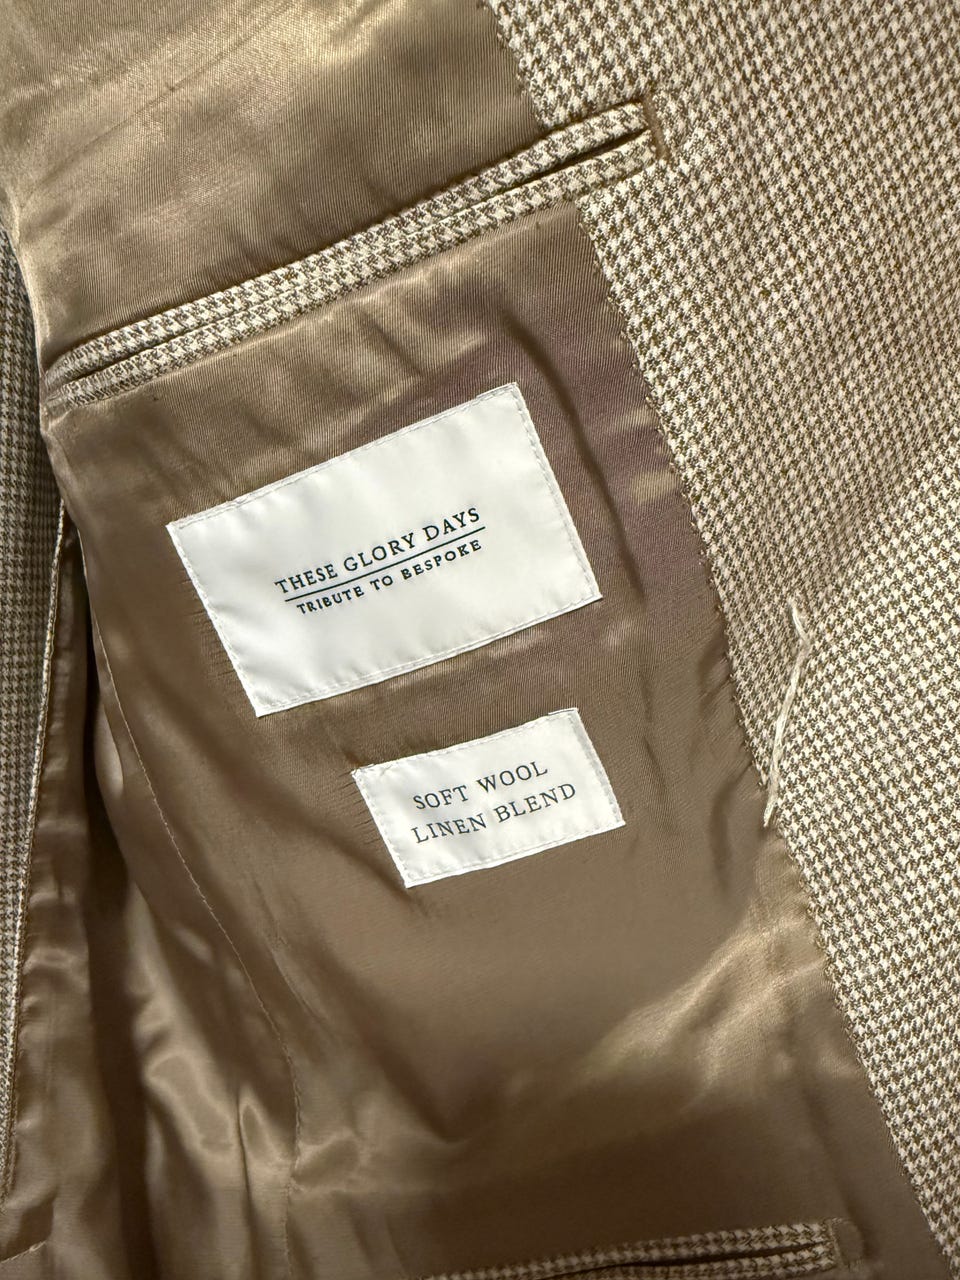 THESE GLORY DAYS
TRIBUTE TO BESPOKE
SOFT WOOL
LINEN BLEND